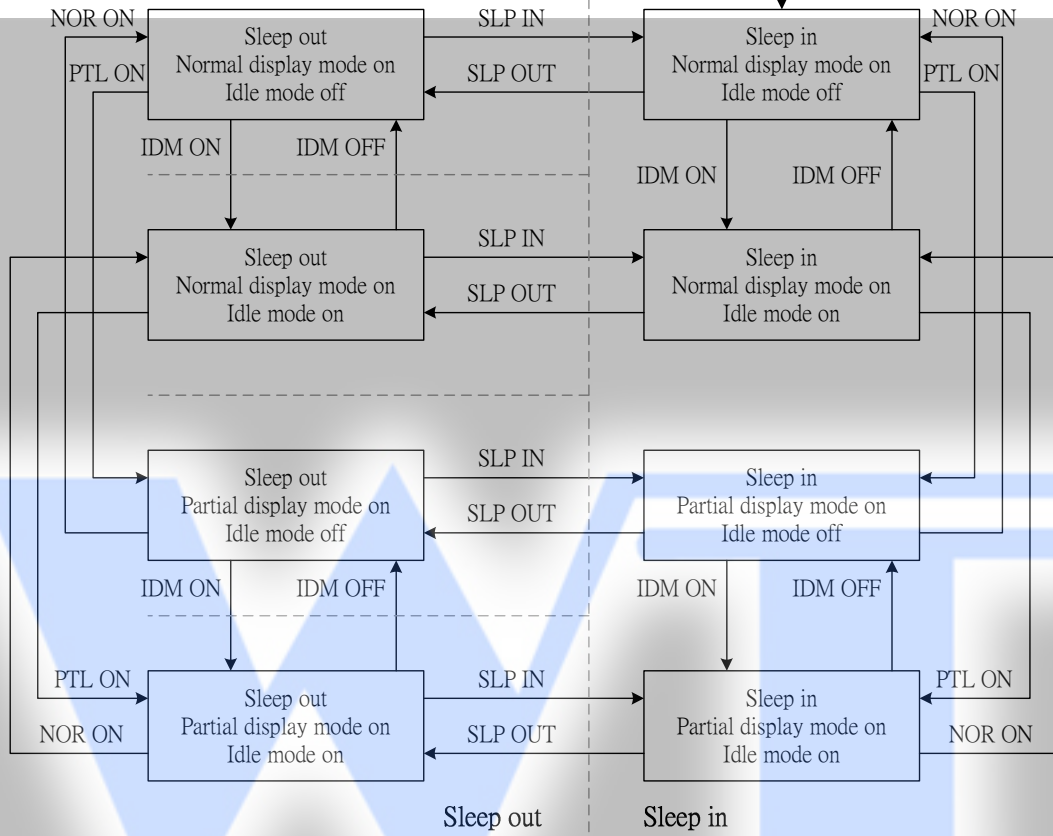 NOR ON
SLP IN
NOR ON
Sleep out
Normal display mode on
Idle mode off
Sleep in
Normal display mode on
Idle mode off
PTL ON
SLP OUT
PTL ON
IDM ON
IDM OFF
IDM ON
IDM OFF
SLP IN
Sleep out
Normal display mode on
Idle mode on
Sleep in
Normal display mode on
Idle mode on
SLP OUT
SLP IN
Sleep out
Partial display mode on
Idle mode off
Sleep in
Partial display mode on
Idle mode off
SLP OUT
IDM ON
IDM OFF
IDM ON
IDM OFF
PTL ON
SLP IN
PTL ON
Sleep out
Partial display mode on
Idle mode on
Sleep in
Partial display mode on
Idle mode on
NOR ON
SLP OUT
NOR ON
Sleep out
Sleep in
WT